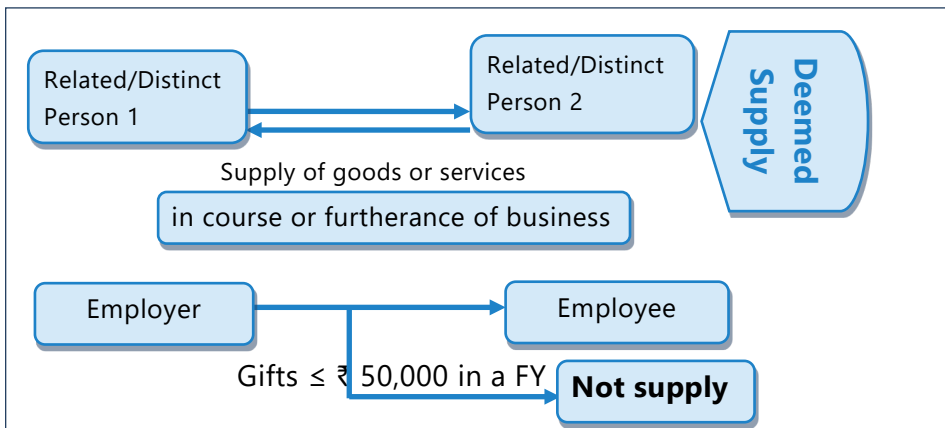 Related/Distinct
Person 1
Related/Distinct
Person 2
Deemed
Supply
Supply of goods or services
in course or furtherance of business
Employer
Employee
Gifts ≤ ₹ 50,000 in a FY
Not supply